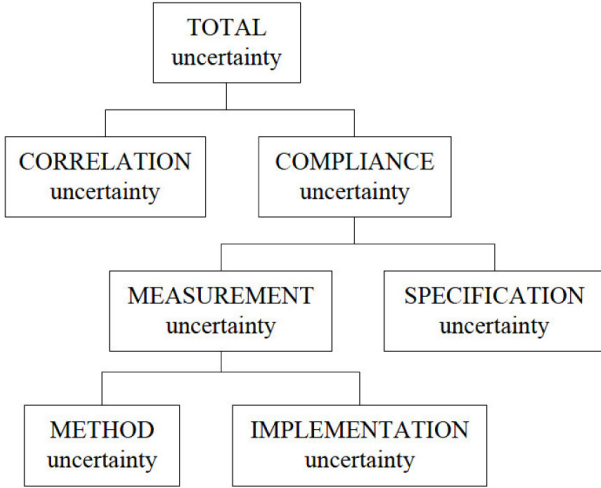 TOTAL
uncertainty
CORRELATION
uncertainty
COMPLIANCE
uncertainty
MEASUREMENT
uncertainty
SPECIFICATION
uncertainty
METHOD
uncertainty
IMPLEMENTATION
uncertainty